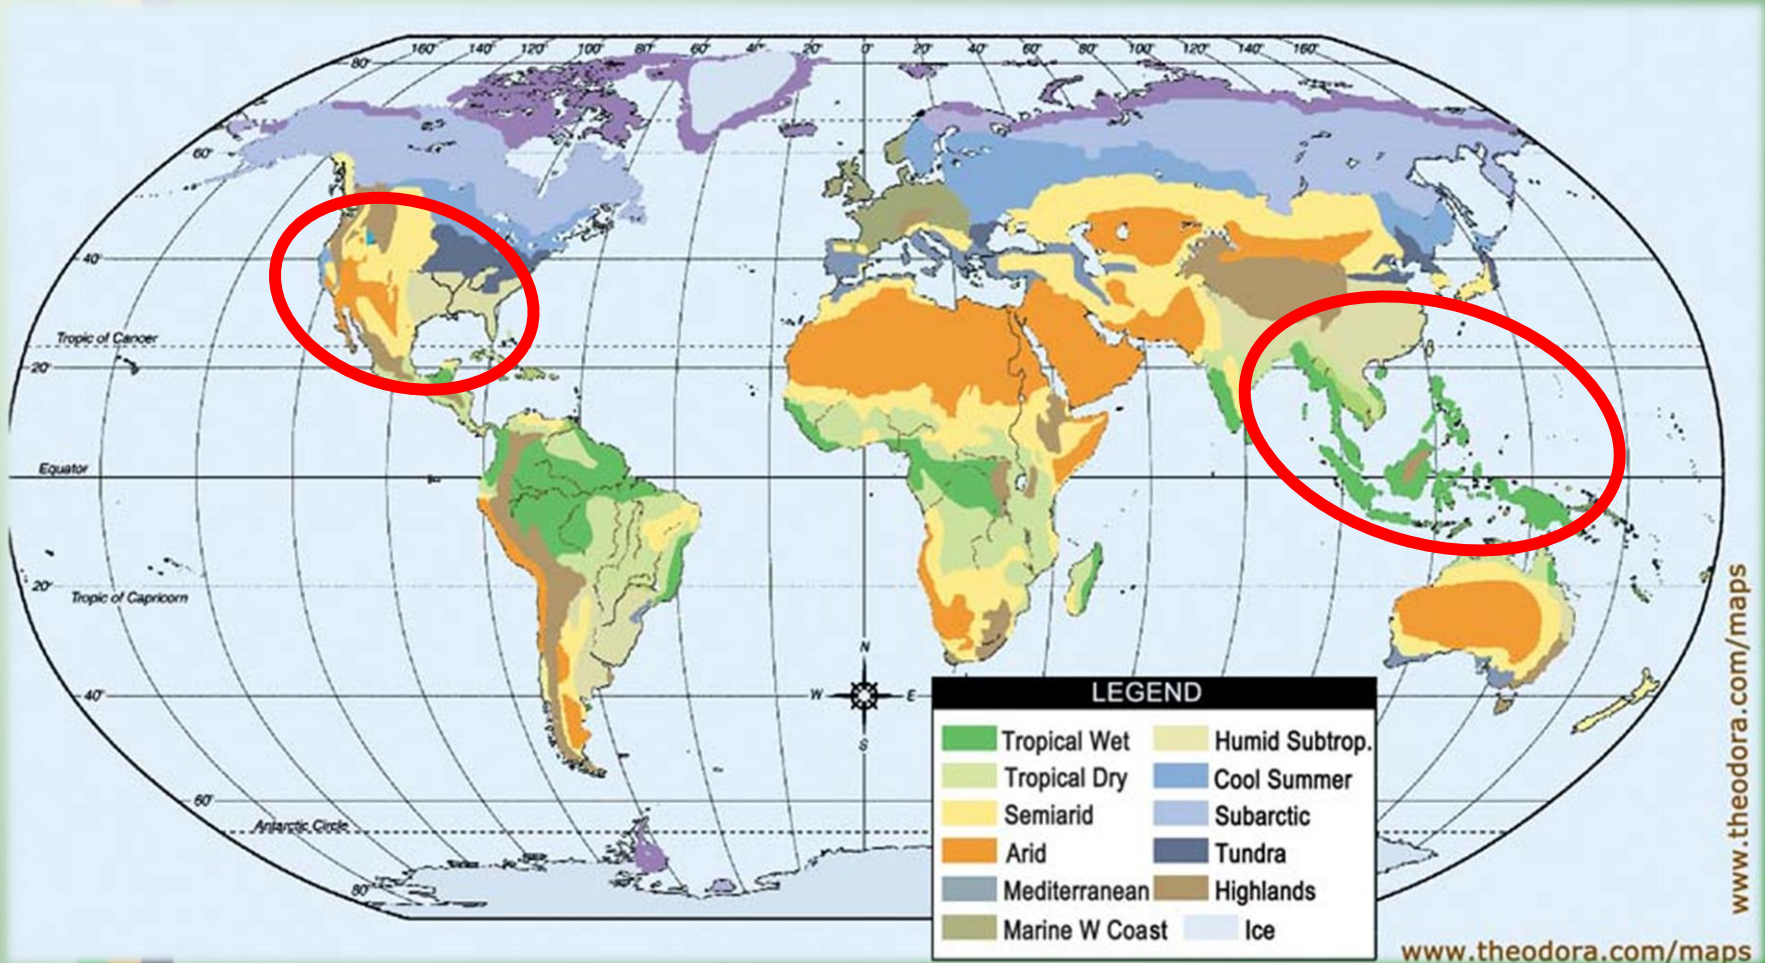 160° 140° 120° 100° 80° 60° 40° 20° 0° 20° 40° 60° 80° 100° 120° 140° 160°
80°
60°
40°
Tropic of Cancer
20°
Equator
20°
Tropic of Capricorn
40°
60°
Antarctic Circle
80°
N
W E
S
LEGEND
Tropical Wet
Humid Subtrop.
Tropical Dry
Cool Summer
Semiarid
Subarctic
Arid
Tundra
Mediterranean
Highlands
Marine W Coast
Ice
www.theodora.com/maps
www.theodora.com/maps